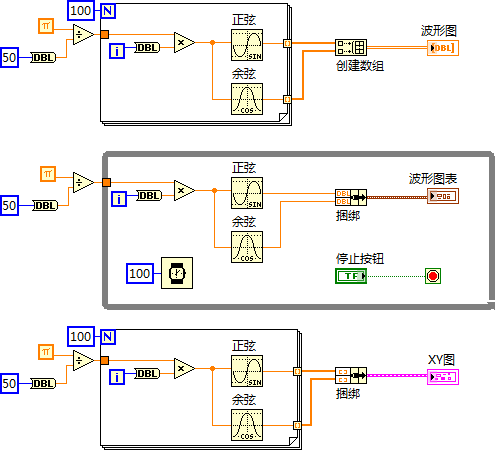 100 N
正弦
π
50 DBL
i DBL
SIN
波形图
DBL
创建数组
余弦
COS
正弦
π
50 DBL
i DBL
SIN
波形图表
DBL
DBL
捆绑
余弦
COS
100
停止按钮
TF
100 N
正弦
π
50 DBL
i DBL
SIN
XY图
捆绑
余弦
COS